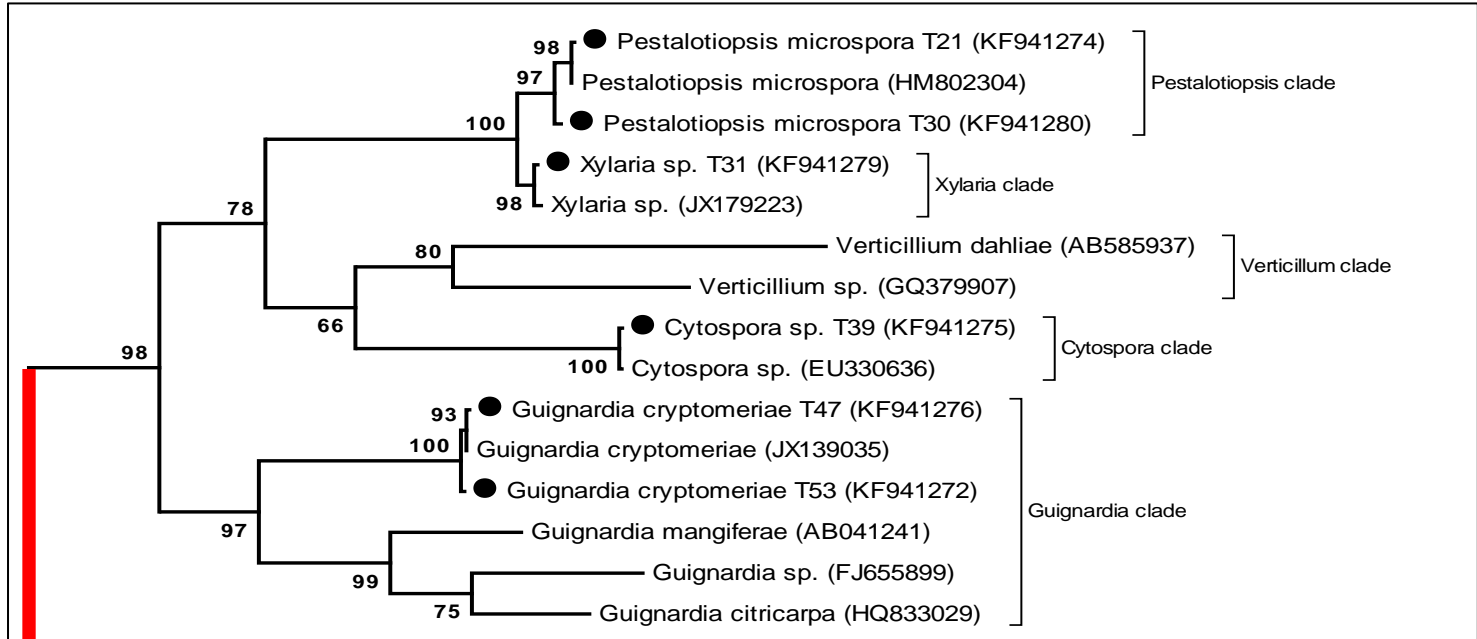 98 Pestalotiopsis microspora T21 (KF941274)
97 Pestalotiopsis microspora (HM802304) Pestalotiopsis clade
100 Pestalotiopsis microspora T30 (KF941280)
Xylaria sp. T31 (KF941279)
Xylaria clade
98 Xylaria sp. (JX179223)
78
80 Verticillium dahliae (AB585937)
Verticillum clade
Verticillium sp. (GQ379907)
66
Cytospora sp. T39 (KF941275)
Cytospora clade
98
100 Cytospora sp. (EU330636)
93 Guignardia cryptomeriae T47 (KF941276)
100 Guignardia cryptomeriae (JX139035)
Guignardia cryptomeriae T53 (KF941272)
Guignardia clade
97
Guignardia mangiferae (AB041241)
99
Guignardia sp. (FJ655899)
75 Guignardia citricarpa (HQ833029)